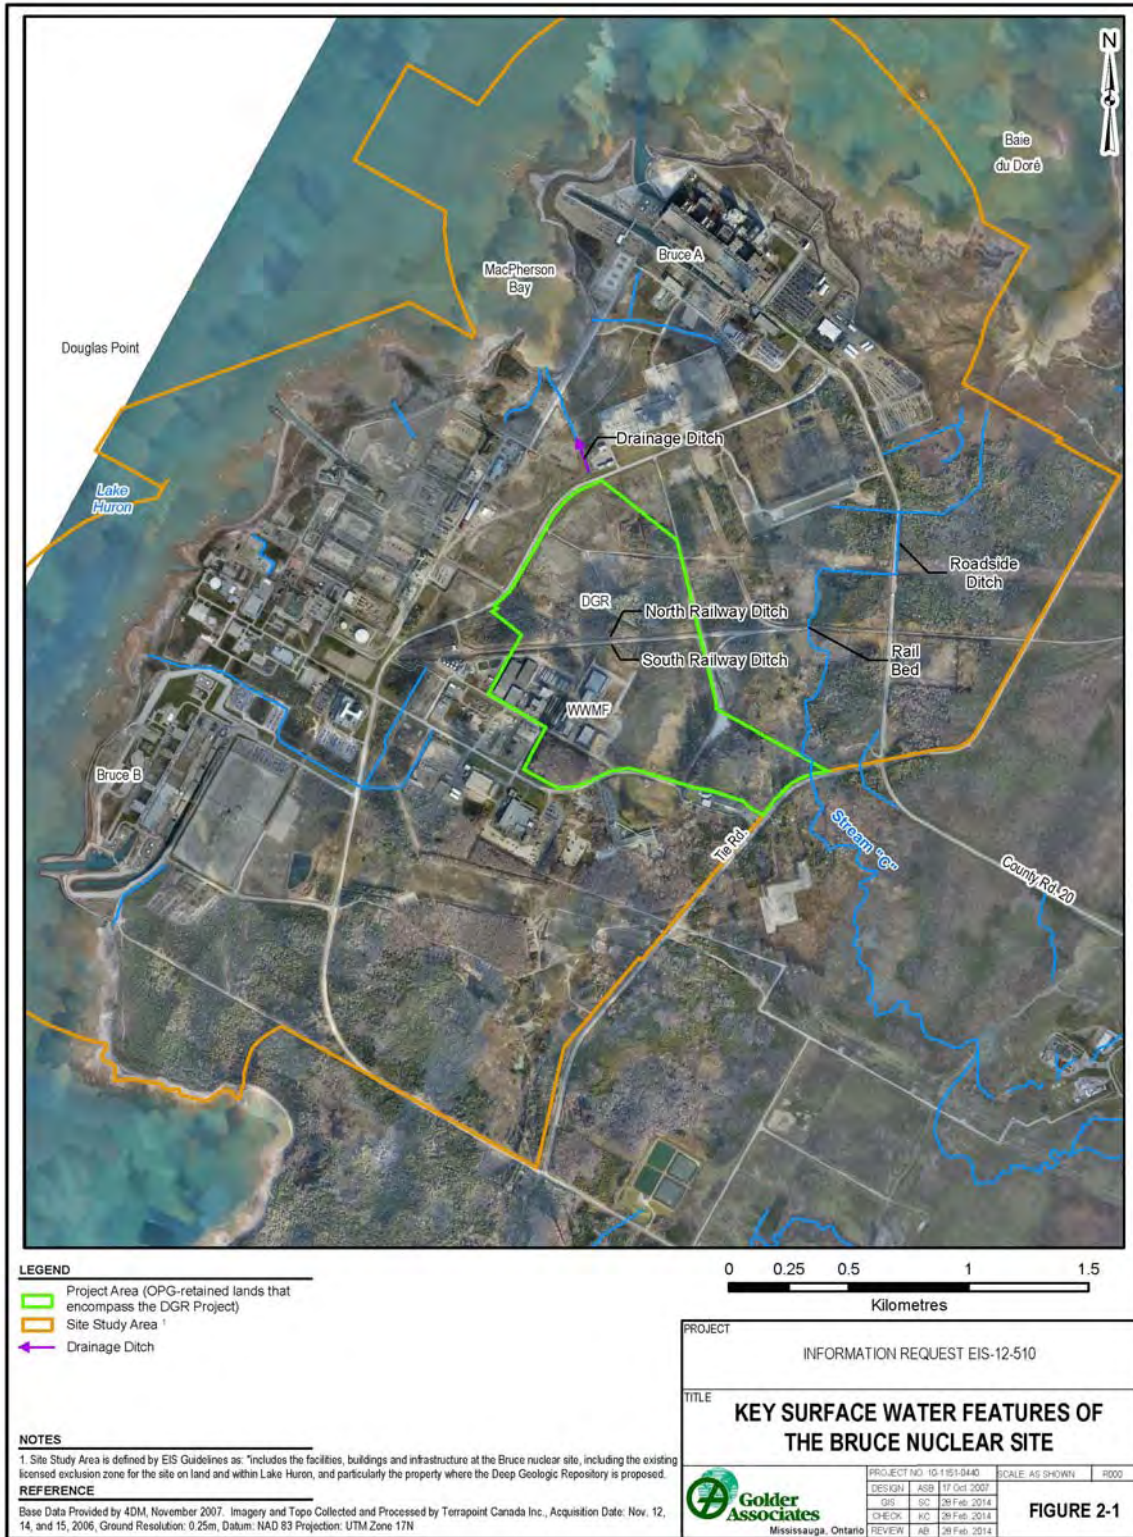 N
Baie
du Doré
Bruce A
MacPherson
Bay
Douglas Point
Drainage Ditch
Lake
Huron
Roadside
Ditch
DGR
North Railway Ditch
South Railway Ditch
Rail
Bed
WWMF
Bruce B
Tie Rd.
Stream "C"
County Rd. 20
LEGEND
Project Area (OPG-retained lands that
encompass the DGR Project)
Site Study Area 1
Drainage Ditch
0 0.25 0.5 1 1.5
Kilometres
PROJECT
INFORMATION REQUEST EIS-12-510
TITLE
KEY SURFACE WATER FEATURES OF
THE BRUCE NUCLEAR SITE
NOTES
1. Site Study Area is defined by EIS Guidelines as: "includes the facilities, buildings and infrastructure at the Bruce nuclear site, including the existing
licensed exclusion zone for the site on land and within Lake Huron, and particularly the property where the Deep Geologic Repository is proposed.
REFERENCE
Base Data Provided by 4DM, November 2007. Imagery and Topo Collected and Processed by Terrapoint Canada Inc., Acquisition Date: Nov. 12,
14, and 15, 2006, Ground Resolution: 0.25m, Datum: NAD 83 Projection: UTM Zone 17N
Golder
Associates
Mississauga, Ontario
PROJECT NO. 10-1151-0440 SCALE: AS SHOWN R000
DESIGN ASB 17 Oct. 2007
GIS SC 28 Feb. 2014
CHECK KC 28 Feb. 2014
REVIEW AB 28 Feb. 2014
FIGURE 2-1